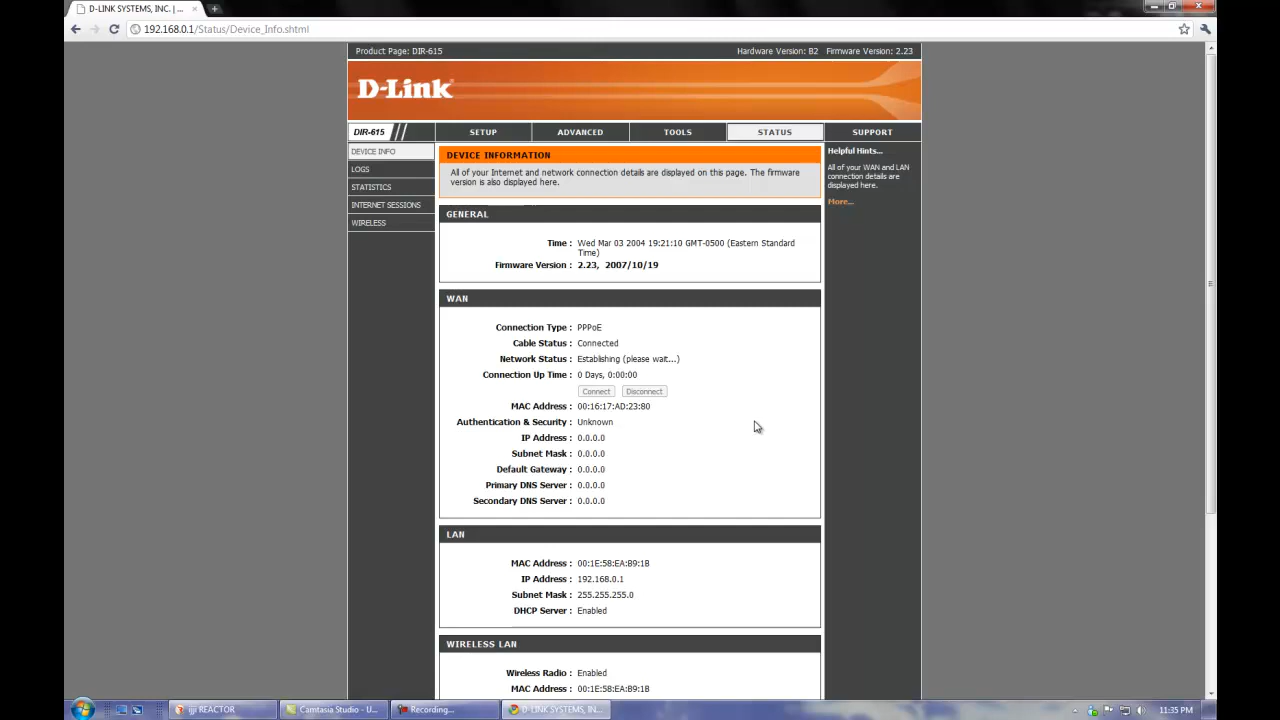 D-LINK SYSTEMS, INC. | ...
192.168.0.1/Status/Device_Info.shtml
Product Page: DIR-615 Hardware Version: B2 Firmware Version: 2.23
D-Link
DIR-615 SETUP ADVANCED TOOLS STATUS SUPPORT
DEVICE INFO
LOGS
STATISTICS
INTERNET SESSIONS
WIRELESS
DEVICE INFORMATION
All of your Internet and network connection details are displayed on this page. The firmware
version is also displayed here.
GENERAL
Time : Wed Mar 03 2004 19:21:10 GMT-0500 (Eastern Standard
Time)
Firmware Version : 2.23, 2007/10/19
WAN
Connection Type : PPPoE
Cable Status : Connected
Network Status : Establishing (please wait...)
Connection Up Time : 0 Days, 0:00:00
Connect Disconnect
MAC Address : 00:16:17:AD:23:80
Authentication & Security : Unknown
IP Address : 0.0.0.0
Subnet Mask : 0.0.0.0
Default Gateway : 0.0.0.0
Primary DNS Server : 0.0.0.0
Secondary DNS Server : 0.0.0.0
LAN
MAC Address : 00:1E:58:EA:B9:1B
IP Address : 192.168.0.1
Subnet Mask : 255.255.255.0
DHCP Server : Enabled
WIRELESS LAN
Wireless Radio : Enabled
MAC Address : 00:1E:58:EA:B9:1B
Helpful Hints...
All of your WAN and LAN
connection details are
displayed here.
More...
ijji REACTOR Camtasia Studio - U... Recording... D-LINK SYSTEMS, IN... 11:35 PM